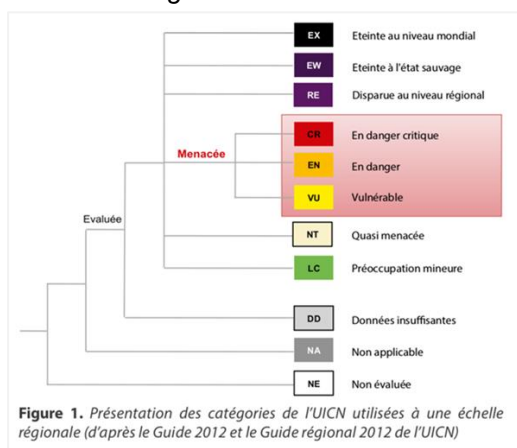 EX Eteinte au niveau mondial
EW Eteinte à l'état sauvage
RE Disparue au niveau régional
CR En danger critique
Menacée
EN En danger
VU Vulnérable
Evaluée
NT Quasi menacée
LC Préoccupation mineure
DD Données insuffisantes
NA Non applicable
NE Non évaluée
Figure 1. Présentation des catégories de l'UICN utilisées à une échelle
régionale (d'après le Guide 2012 et le Guide régional 2012 de l'UICN)